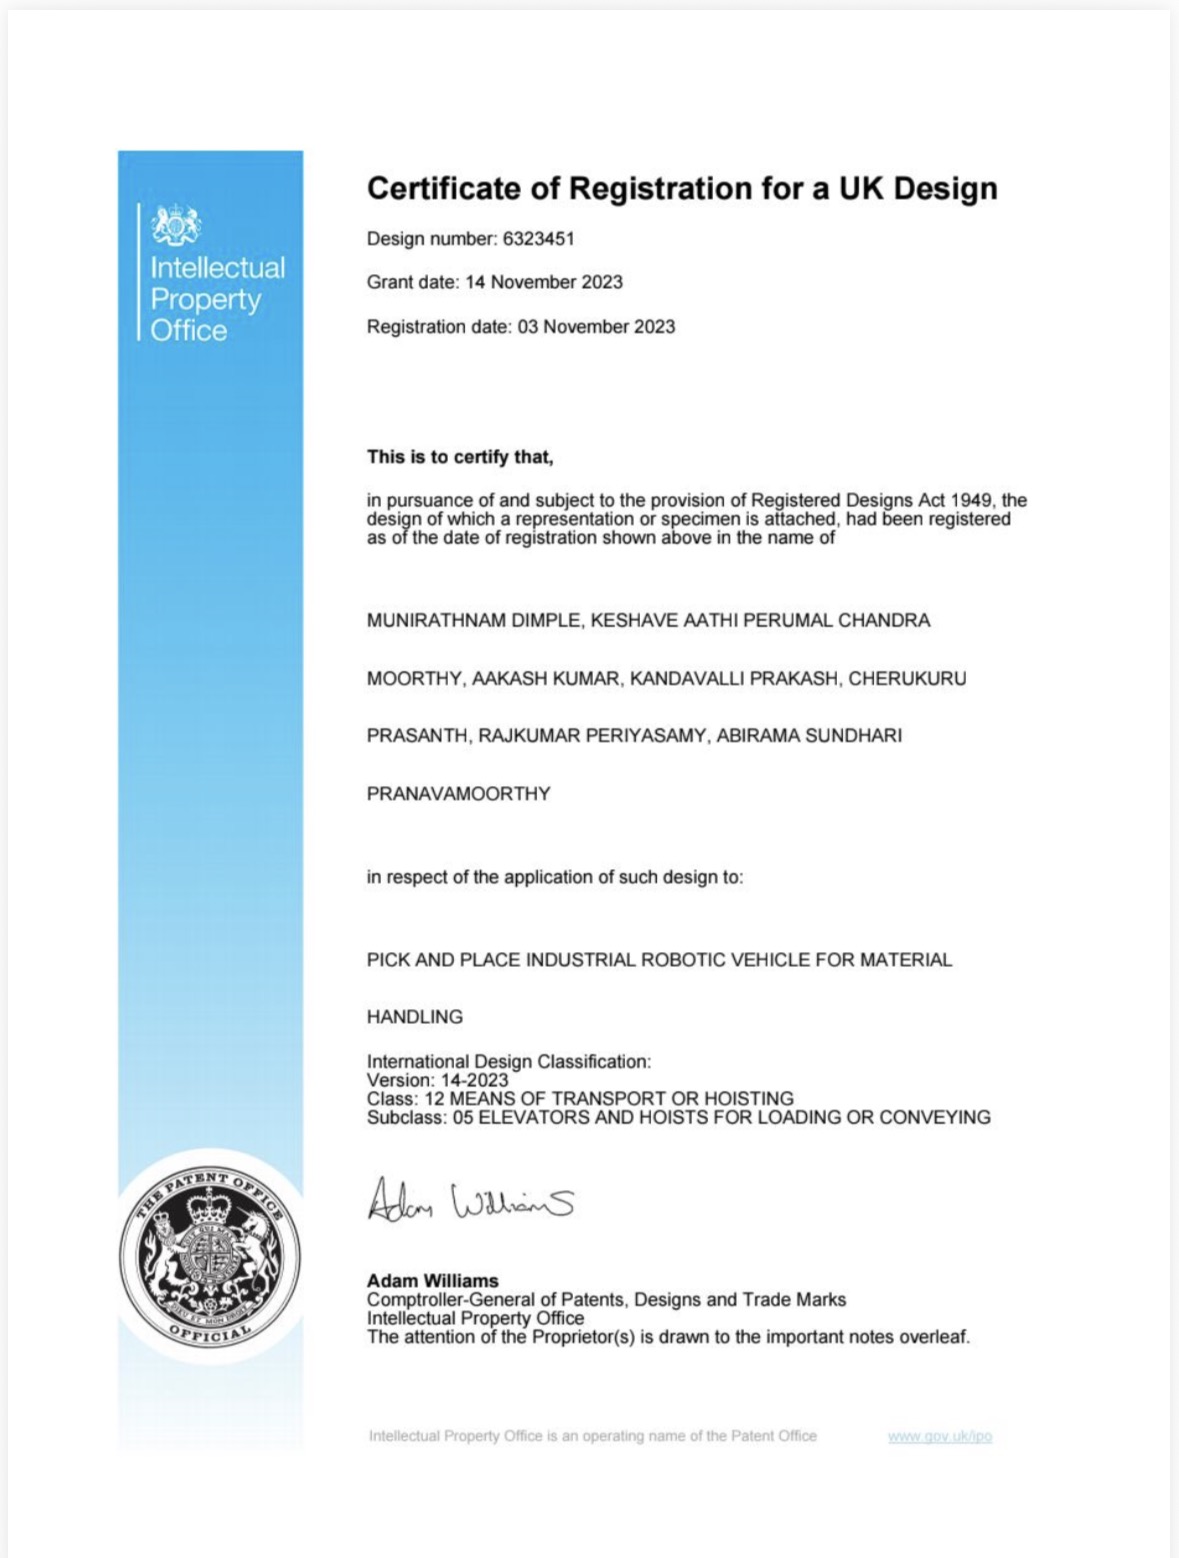 Intellectual
Property
Office
Certificate of Registration for a UK Design
Design number: 6323451
Grant date: 14 November 2023
Registration date: 03 November 2023
This is to certify that,
in pursuance of and subject to the provision of Registered Designs Act 1949, the
design of which a representation or specimen is attached, had been registered
as of the date of registration shown above in the name of
MUNIRATHNAM DIMPLE, KESHAVE AATHI PERUMAL CHANDRA
MOORTHY, AAKASH KUMAR, KANDAVALLI PRAKASH, CHERUKURU
PRASANTH, RAJKUMAR PERIYASAMY, ABIRAMA SUNDHARI
PRANAVAMOORTHY
in respect of the application of such design to:
PICK AND PLACE INDUSTRIAL ROBOTIC VEHICLE FOR MATERIAL
HANDLING
International Design Classification:
Version: 14-2023
Class: 12 MEANS OF TRANSPORT OR HOISTING
Subclass: 05 ELEVATORS AND HOISTS FOR LOADING OR CONVEYING
THE PATENT OFFICE
DIEU ET MON DROIT
OFFICIAL
Adam Williams
Adam Williams
Comptroller-General of Patents, Designs and Trade Marks
Intellectual Property Office
The attention of the Proprietor(s) is drawn to the important notes overleaf.
Intellectual Property Office is an operating name of the Patent Office
www.gov.uk/ipo